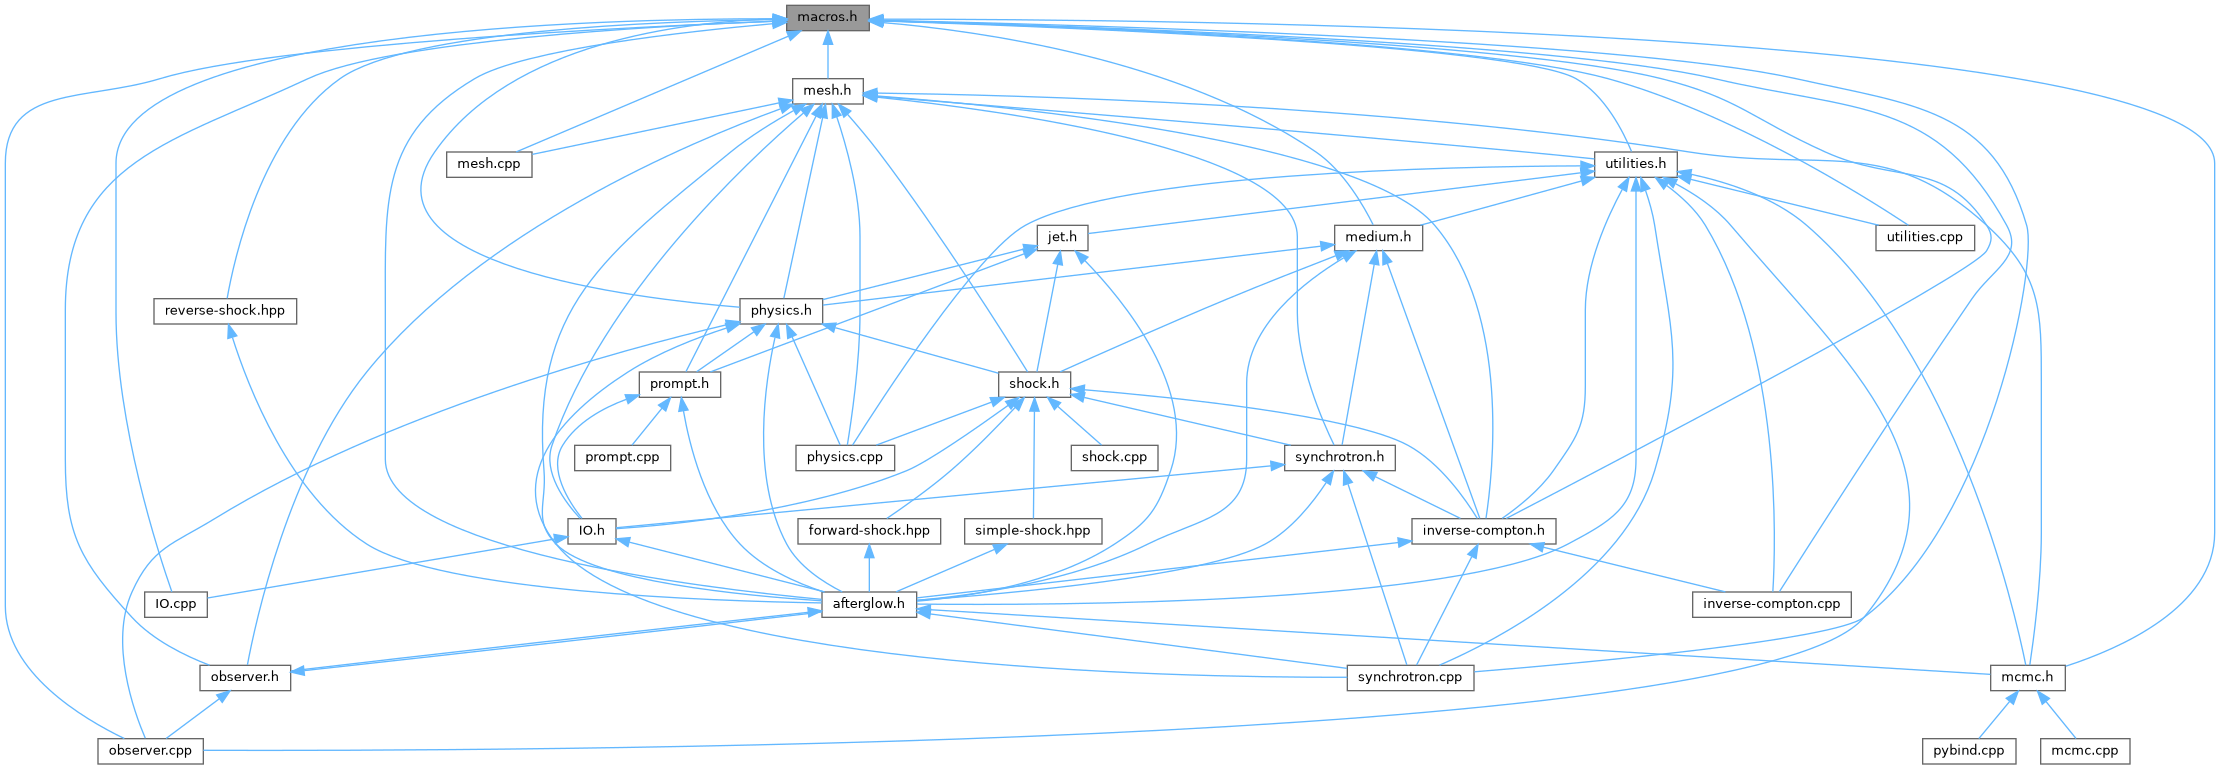 macros.h
mesh.h
mesh.cpp
utilities.h
jet.h
medium.h
utilities.cpp
reverse-shock.hpp
physics.h
prompt.h
shock.h
prompt.cpp
physics.cpp
shock.cpp
synchrotron.h
IO.h
forward-shock.hpp
simple-shock.hpp
inverse-compton.h
IO.cpp
afterglow.h
inverse-compton.cpp
observer.h
synchrotron.cpp
mcmc.h
observer.cpp
pybind.cpp
mcmc.cpp